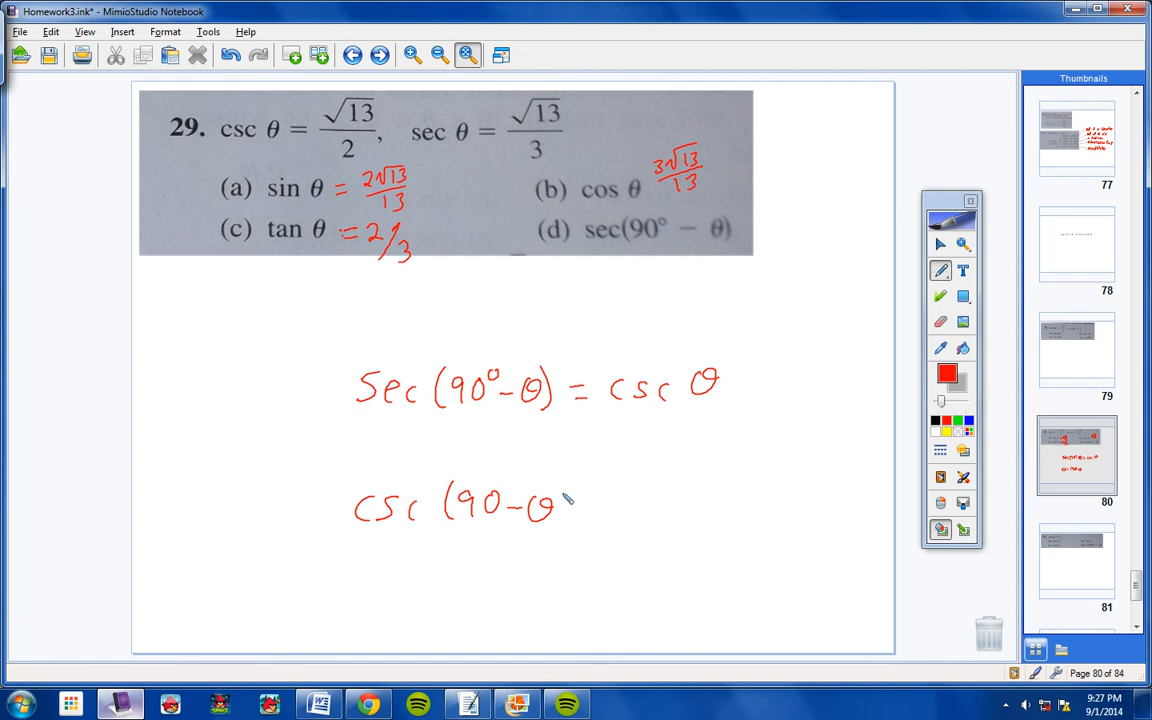 Homework3.ink* - MimioStudio Notebook
File Edit View Insert Format Tools Help
29. csc θ = √13/2, sec θ = √13/3
(a) sin θ = 2√13/13 (b) cos θ 3√13/13
(c) tan θ = 2/3 (d) sec(90° − θ)
sec (90° - θ) = csc θ
csc (90 - θ
Thumbnails
77
78
79
80
81
Page 80 of 84
9:27 PM
9/1/2014